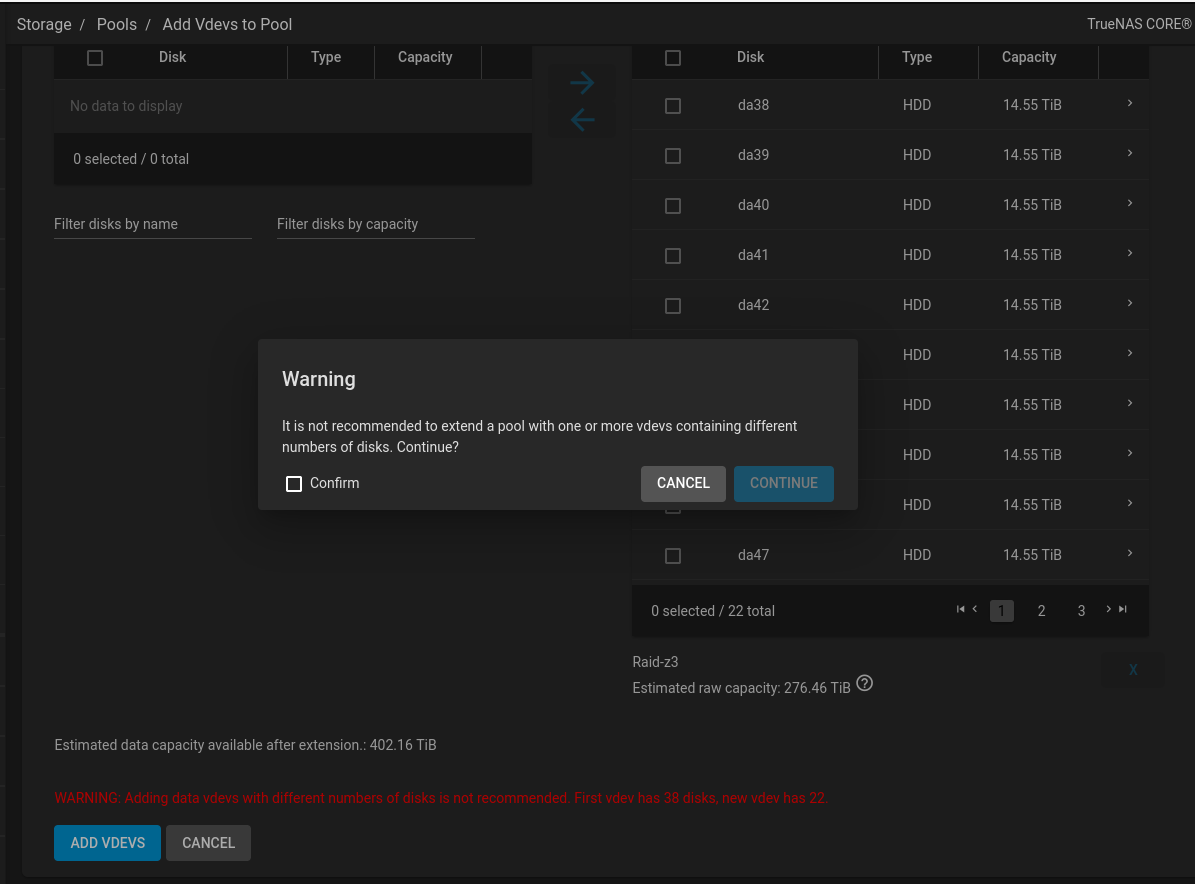 Storage / Pools / Add Vdevs to Pool
TrueNAS CORE®
Disk Type Capacity
No data to display
0 selected / 0 total
Filter disks by name Filter disks by capacity
Disk Type Capacity
da38 HDD 14.55 TiB
da39 HDD 14.55 TiB
da40 HDD 14.55 TiB
da41 HDD 14.55 TiB
da42 HDD 14.55 TiB
HDD 14.55 TiB
HDD 14.55 TiB
HDD 14.55 TiB
HDD 14.55 TiB
da47 HDD 14.55 TiB
0 selected / 22 total 1 2 3
Warning
It is not recommended to extend a pool with one or more vdevs containing different
numbers of disks. Continue?
Confirm CANCEL CONTINUE
Raid-z3
X
Estimated raw capacity: 276.46 TiB ?
Estimated data capacity available after extension.: 402.16 TiB
WARNING: Adding data vdevs with different numbers of disks is not recommended. First vdev has 38 disks, new vdev has 22.
ADD VDEVS CANCEL